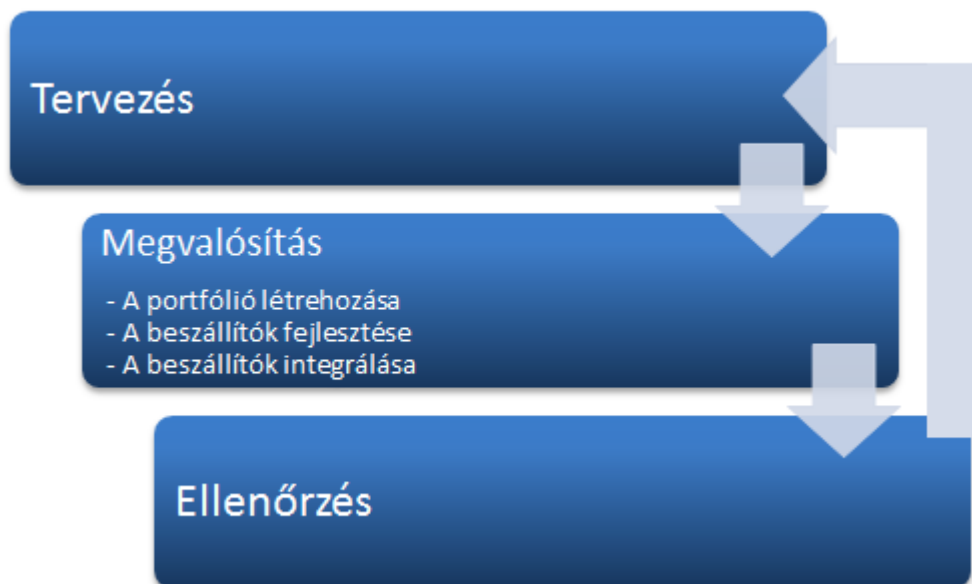 Tervezés
Megvalósítás
- A portfólió létrehozása
- A beszállítók fejlesztése
- A beszállítók integrálása
Ellenőrzés